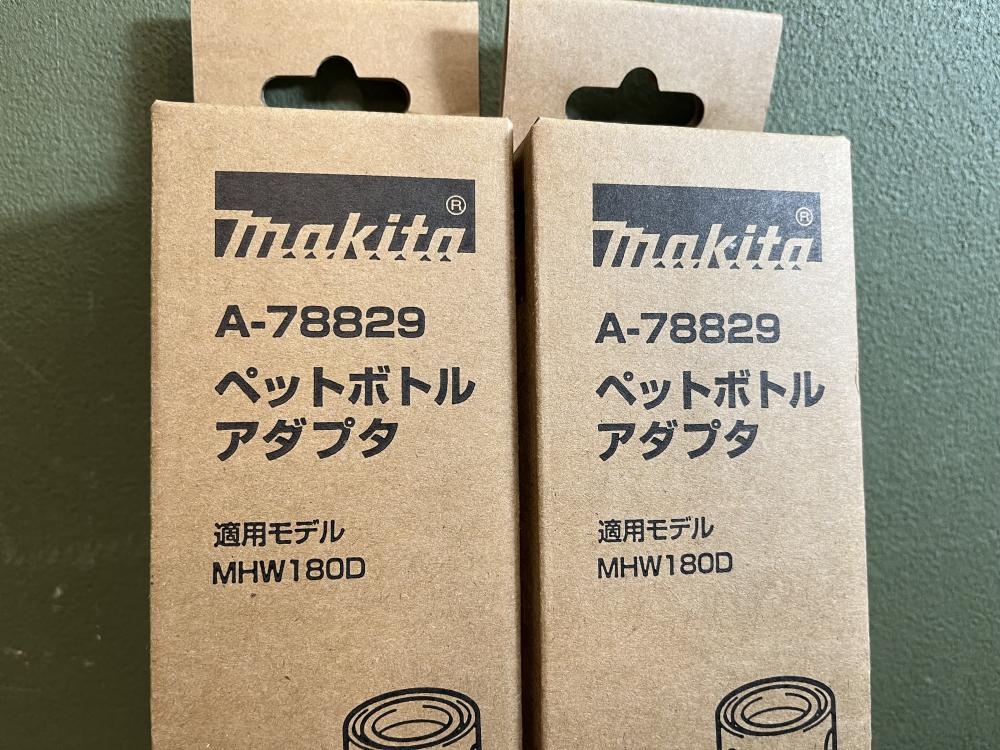 makita®
A-78829
ペットボトル
アダプタ
適用モデル
MHW180D
makita®
A-78829
ペットボトル
アダプタ
適用モデル
MHW180D